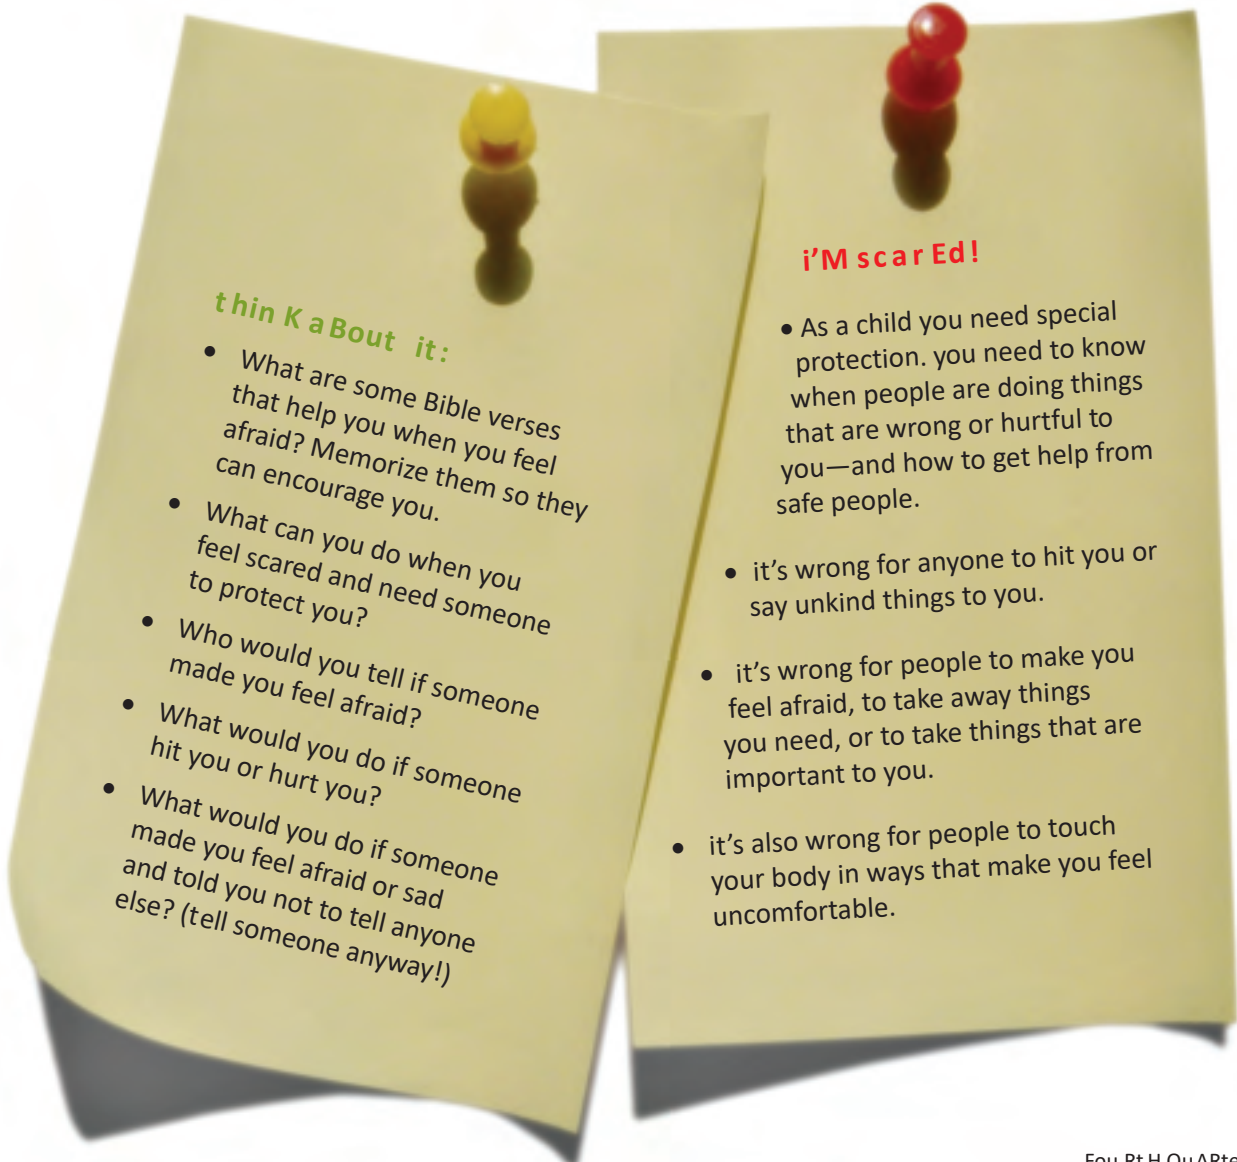 thin K aBout it:
• What are some Bible verses
that help you when you feel
afraid? Memorize them so they
can encourage you.
• What can you do when you
feel scared and need someone
to protect you?
• Who would you tell if someone
made you feel afraid?
• What would you do if someone
hit you or hurt you?
• What would you do if someone
made you feel afraid or sad
and told you not to tell anyone
else? (tell someone anyway!)
i’M scar Ed!
• As a child you need special
protection. you need to know
when people are doing things
that are wrong or hurtful to
you—and how to get help from
safe people.
• it’s wrong for anyone to hit you or
say unkind things to you.
• it’s wrong for people to make you
feel afraid, to take away things
you need, or to take things that are
important to you.
• it’s also wrong for people to touch
your body in ways that make you feel
uncomfortable.